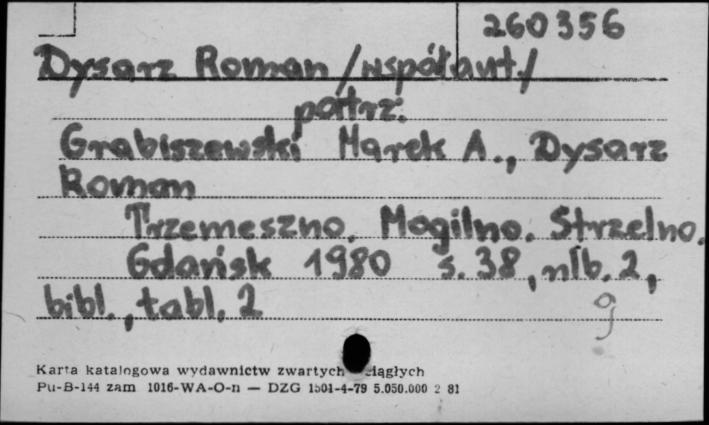 260356
Dysarz Roman /współaut./
patrz:
Grabiszewski Marek A., Dysarz
Roman
Trzemeszno. Mogilno. Strzelno.
Gdańsk 1980 s. 38, nlb. 2,
bibl., tabl. 2
g
Karta katalogowa wydawnictw zwartych ciągłych
Pu-B-144 zam 1016-WA-O-n — DZG 1504-4-79 5.050.000 2 81